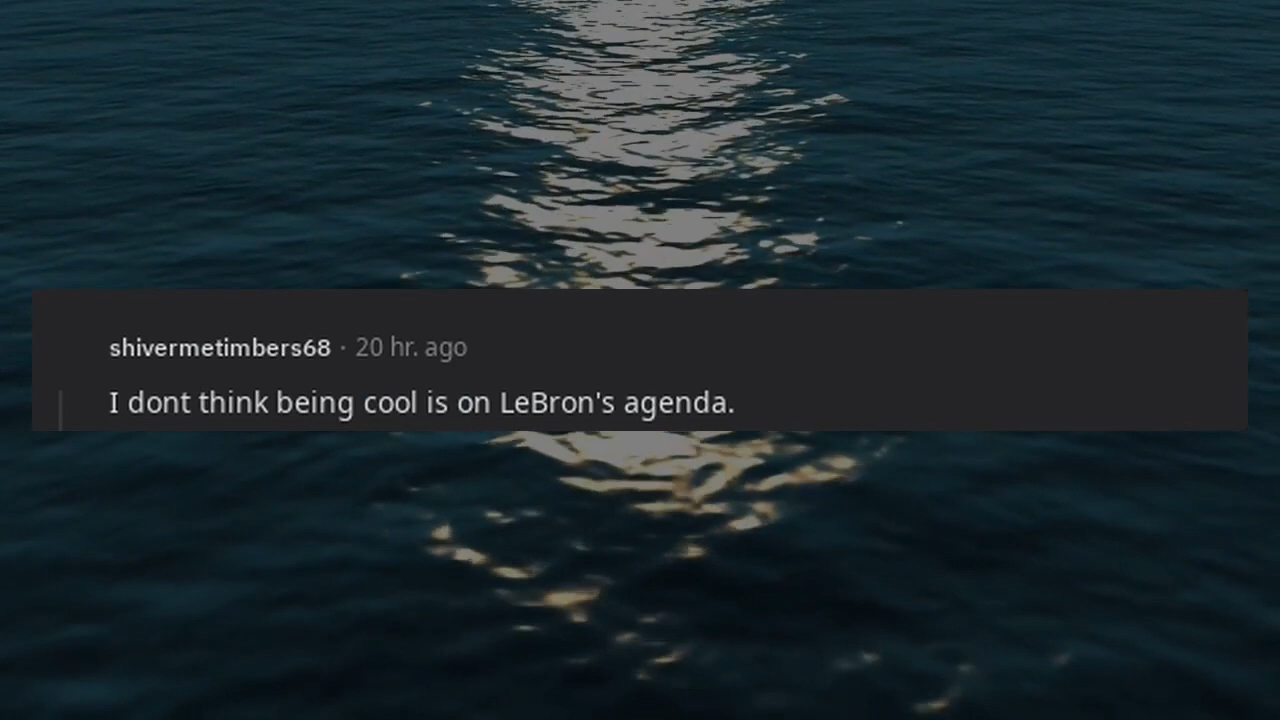 shivermetimbers68 · 20 hr. ago
I dont think being cool is on LeBron's agenda.